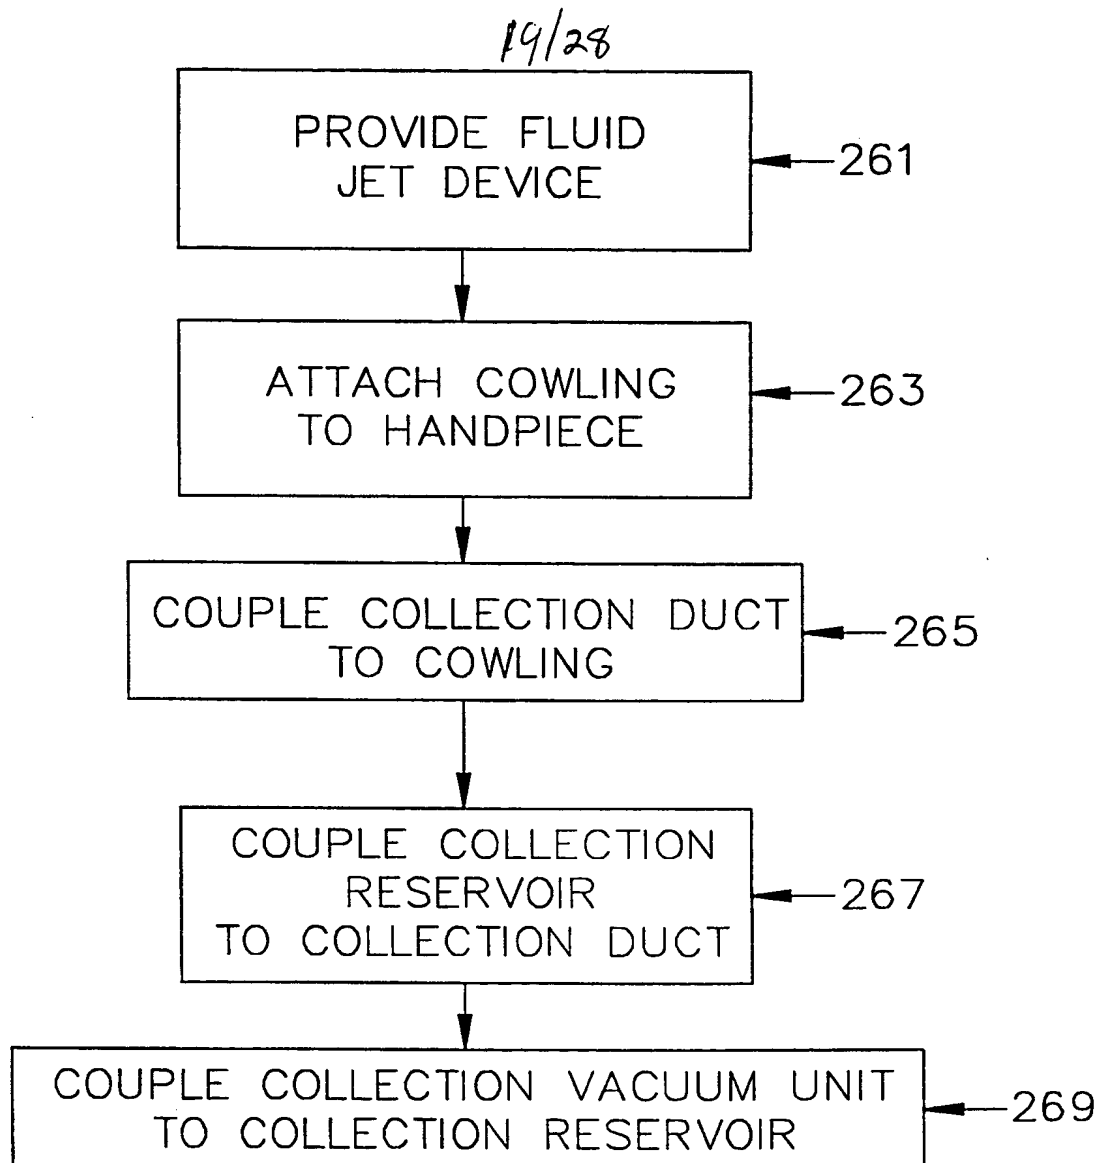 19/28
PROVIDE FLUID
JET DEVICE
261
ATTACH COWLING
TO HANDPIECE
263
COUPLE COLLECTION DUCT
TO COWLING
265
COUPLE COLLECTION
RESERVOIR
TO COLLECTION DUCT
267
COUPLE COLLECTION VACUUM UNIT
TO COLLECTION RESERVOIR
269